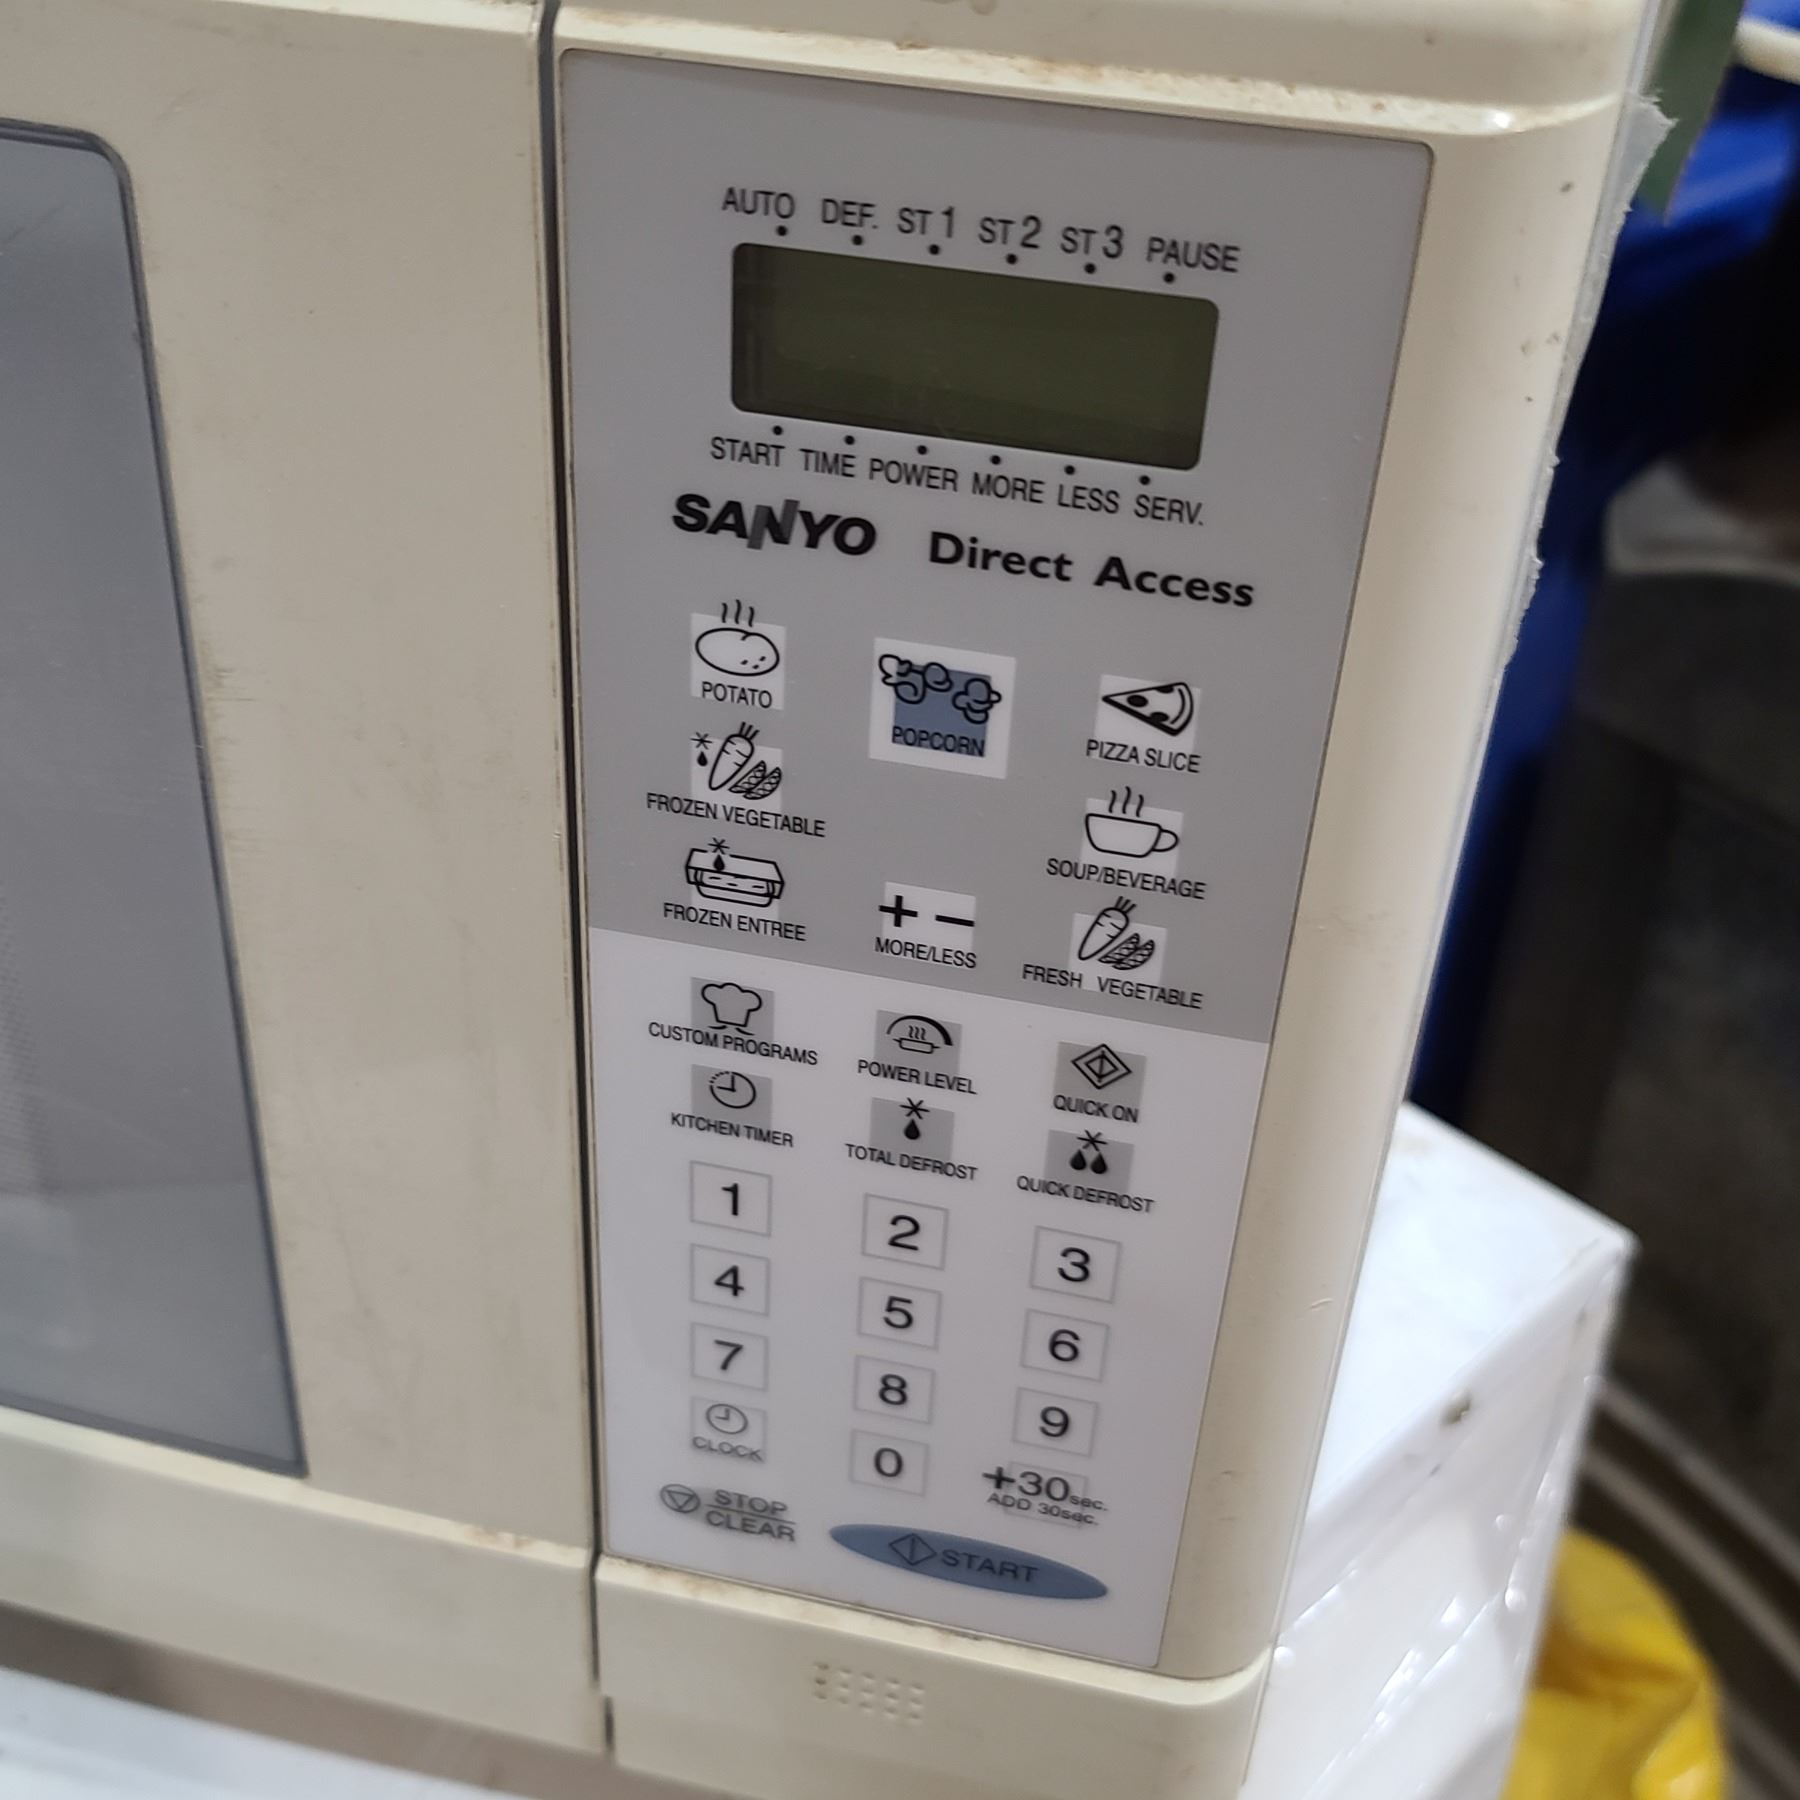 AUTO DEF. ST 1 ST 2 ST 3 PAUSE
START TIME POWER MORE LESS SERV.
SANYO Direct Access
POTATO
POPCORN
PIZZA SLICE
FROZEN VEGETABLE
SOUP/BEVERAGE
FROZEN ENTREE
+ −
MORE/LESS
FRESH VEGETABLE
CUSTOM PROGRAMS
POWER LEVEL
QUICK ON
KITCHEN TIMER
TOTAL DEFROST
QUICK DEFROST
1 2 3
4 5 6
7 8 9
CLOCK
0
+30sec.
ADD 30sec.
STOP
CLEAR
START